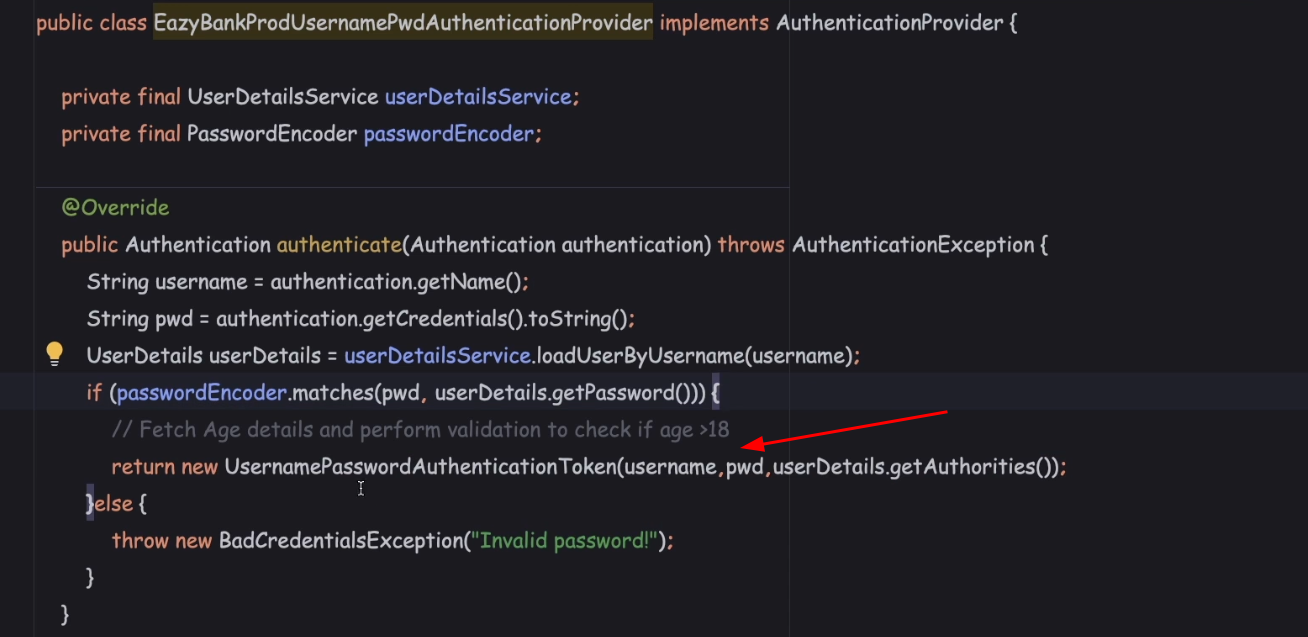 public class EazyBankProdUsernamePwdAuthenticationProvider implements AuthenticationProvider {
private final UserDetailsService userDetailsService;
private final PasswordEncoder passwordEncoder;
@Override
public Authentication authenticate(Authentication authentication) throws AuthenticationException {
String username = authentication.getName();
String pwd = authentication.getCredentials().toString();
UserDetails userDetails = userDetailsService.loadUserByUsername(username);
if (passwordEncoder.matches(pwd, userDetails.getPassword())) {
// Fetch Age details and perform validation to check if age >18
return new UsernamePasswordAuthenticationToken(username,pwd,userDetails.getAuthorities());
}else {
throw new BadCredentialsException("Invalid password!");
}
}